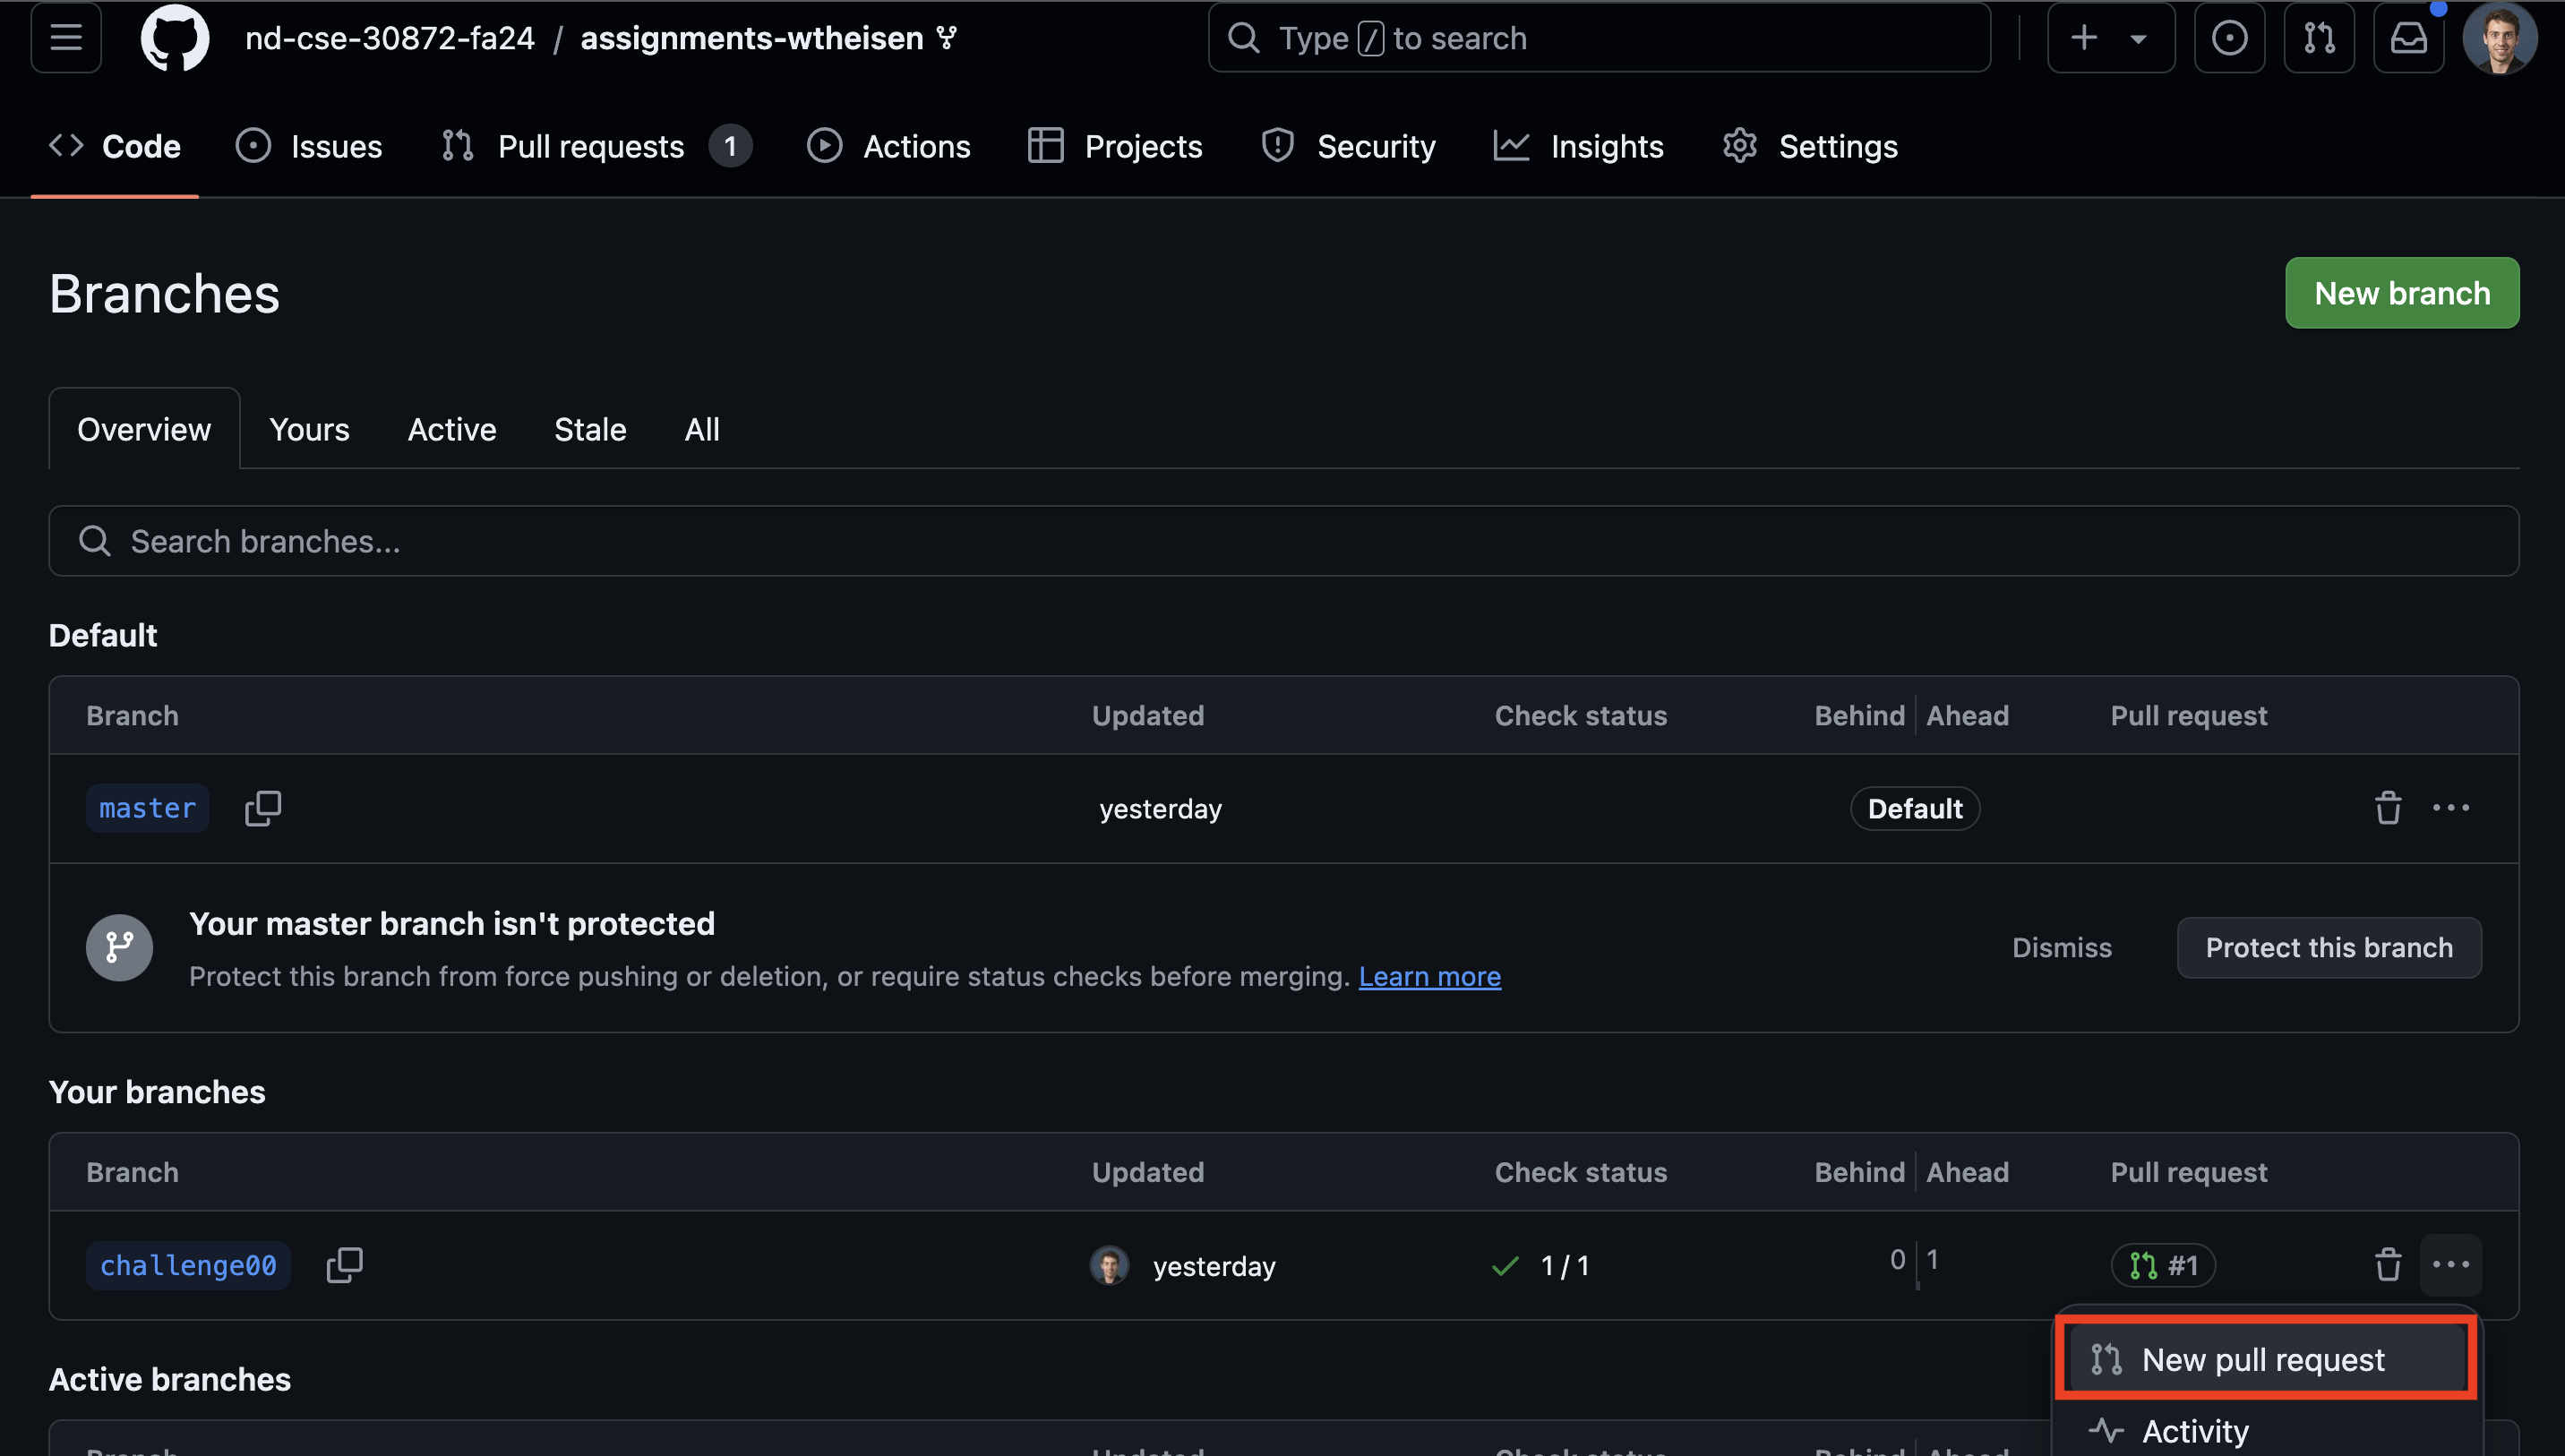 nd-cse-30872-fa24 / assignments-wtheisen
Type / to search
Code Issues Pull requests 1 Actions Projects Security Insights Settings
Branches
New branch
Overview Yours Active Stale All
Search branches...
Default
Branch Updated Check status Behind Ahead Pull request
master yesterday Default
Your master branch isn't protected
Protect this branch from force pushing or deletion, or require status checks before merging. Learn more
Dismiss Protect this branch
Your branches
Branch Updated Check status Behind Ahead Pull request
challenge00 yesterday 1 / 1 0 1 #1
New pull request
Active branches
Activity
Branch Updated Check status Behind Ahead